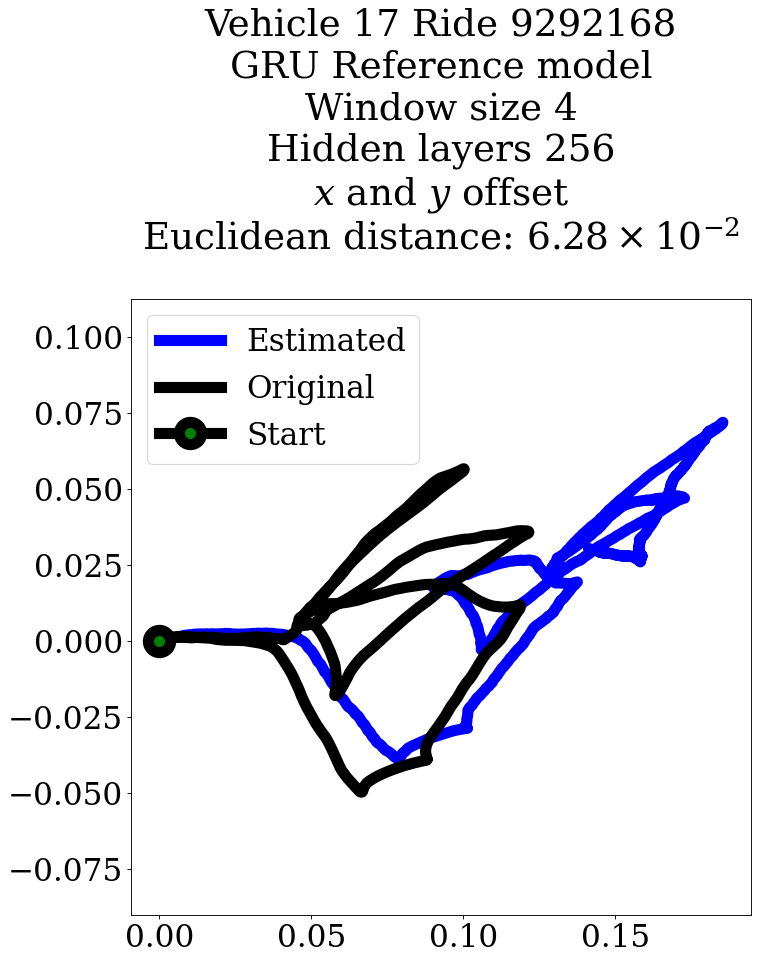 Vehicle 17 Ride 9292168
GRU Reference model
Window size 4
Hidden layers 256
x and y offset
Euclidean distance: 6.28 × 10⁻²
Estimated
Original
Start
0.100
0.075
0.050
0.025
0.000
−0.025
−0.050
−0.075
0.00 0.05 0.10 0.15